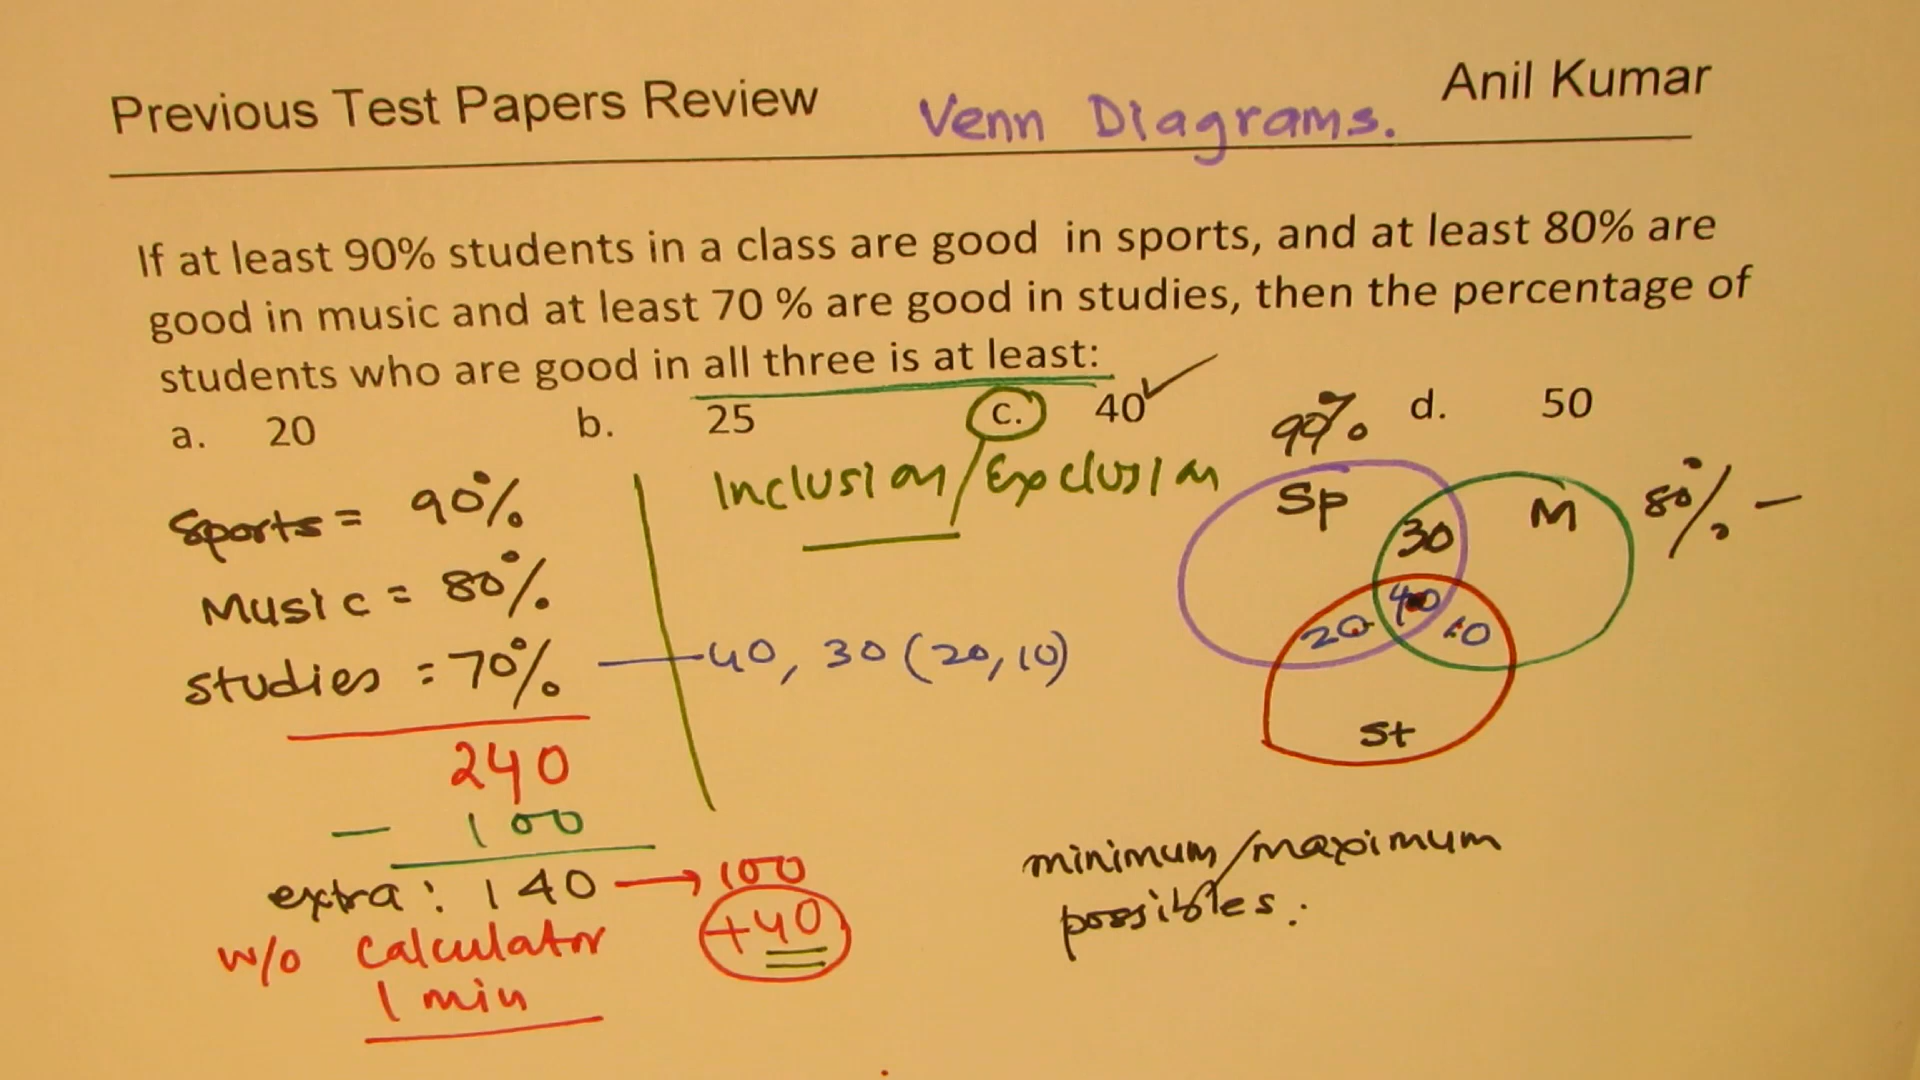 Previous Test Papers Review Venn Diagrams. Anil Kumar
If at least 90% students in a class are good in sports, and at least 80% are
good in music and at least 70 % are good in studies, then the percentage of
students who are good in all three is at least:
a. 20 b. 25 c. 40 d. 50
Inclusion/Exclusion
Sports = 90%
Music = 80%
Studies = 70% 40, 30 (20, 10)
240
- 100
extra: 140 → 100
+40
w/o calculator
1 min
90%
Sp M 80% -
30
40
20 10
St
minimum/maximum
possibles.